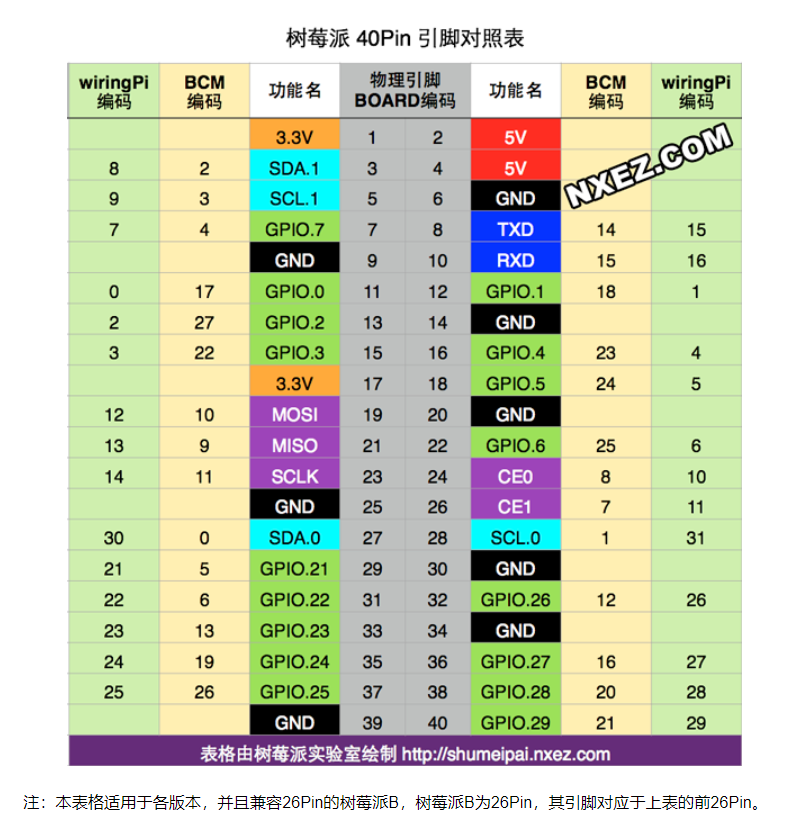 树莓派 40Pin 引脚对照表
wiringPi 编码 BCM 编码 功能名 物理引脚 BOARD编码 功能名 BCM 编码 wiringPi 编码
3.3V 1 2 5V
8 2 SDA.1 3 4 5V
NXEZ.COM
9 3 SCL.1 5 6 GND
7 4 GPIO.7 7 8 TXD 14 15
GND 9 10 RXD 15 16
0 17 GPIO.0 11 12 GPIO.1 18 1
2 27 GPIO.2 13 14 GND
3 22 GPIO.3 15 16 GPIO.4 23 4
3.3V 17 18 GPIO.5 24 5
12 10 MOSI 19 20 GND
13 9 MISO 21 22 GPIO.6 25 6
14 11 SCLK 23 24 CE0 8 10
GND 25 26 CE1 7 11
30 0 SDA.0 27 28 SCL.0 1 31
21 5 GPIO.21 29 30 GND
22 6 GPIO.22 31 32 GPIO.26 12 26
23 13 GPIO.23 33 34 GND
24 19 GPIO.24 35 36 GPIO.27 16 27
25 26 GPIO.25 37 38 GPIO.28 20 28
GND 39 40 GPIO.29 21 29
表格由树莓派实验室绘制 http://shumeipai.nxez.com
注：本表格适用于各版本，并且兼容26Pin的树莓派B，树莓派B为26Pin，其引脚对应于上表的前26Pin。